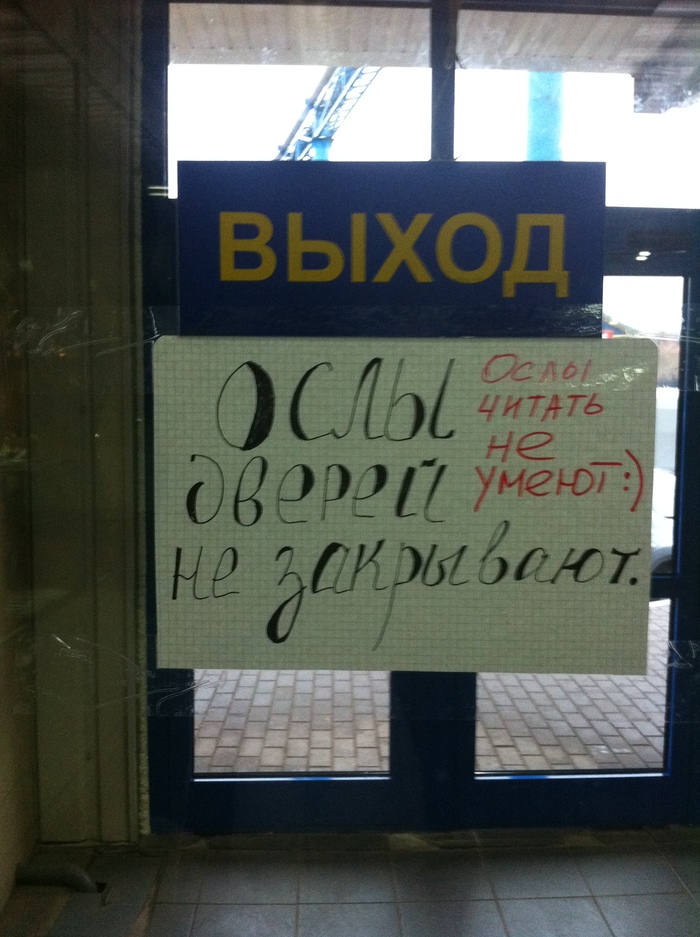 ВЫХОД
Ослы
дверей
не закрывают.
Ослы
читать
не
умеют:)